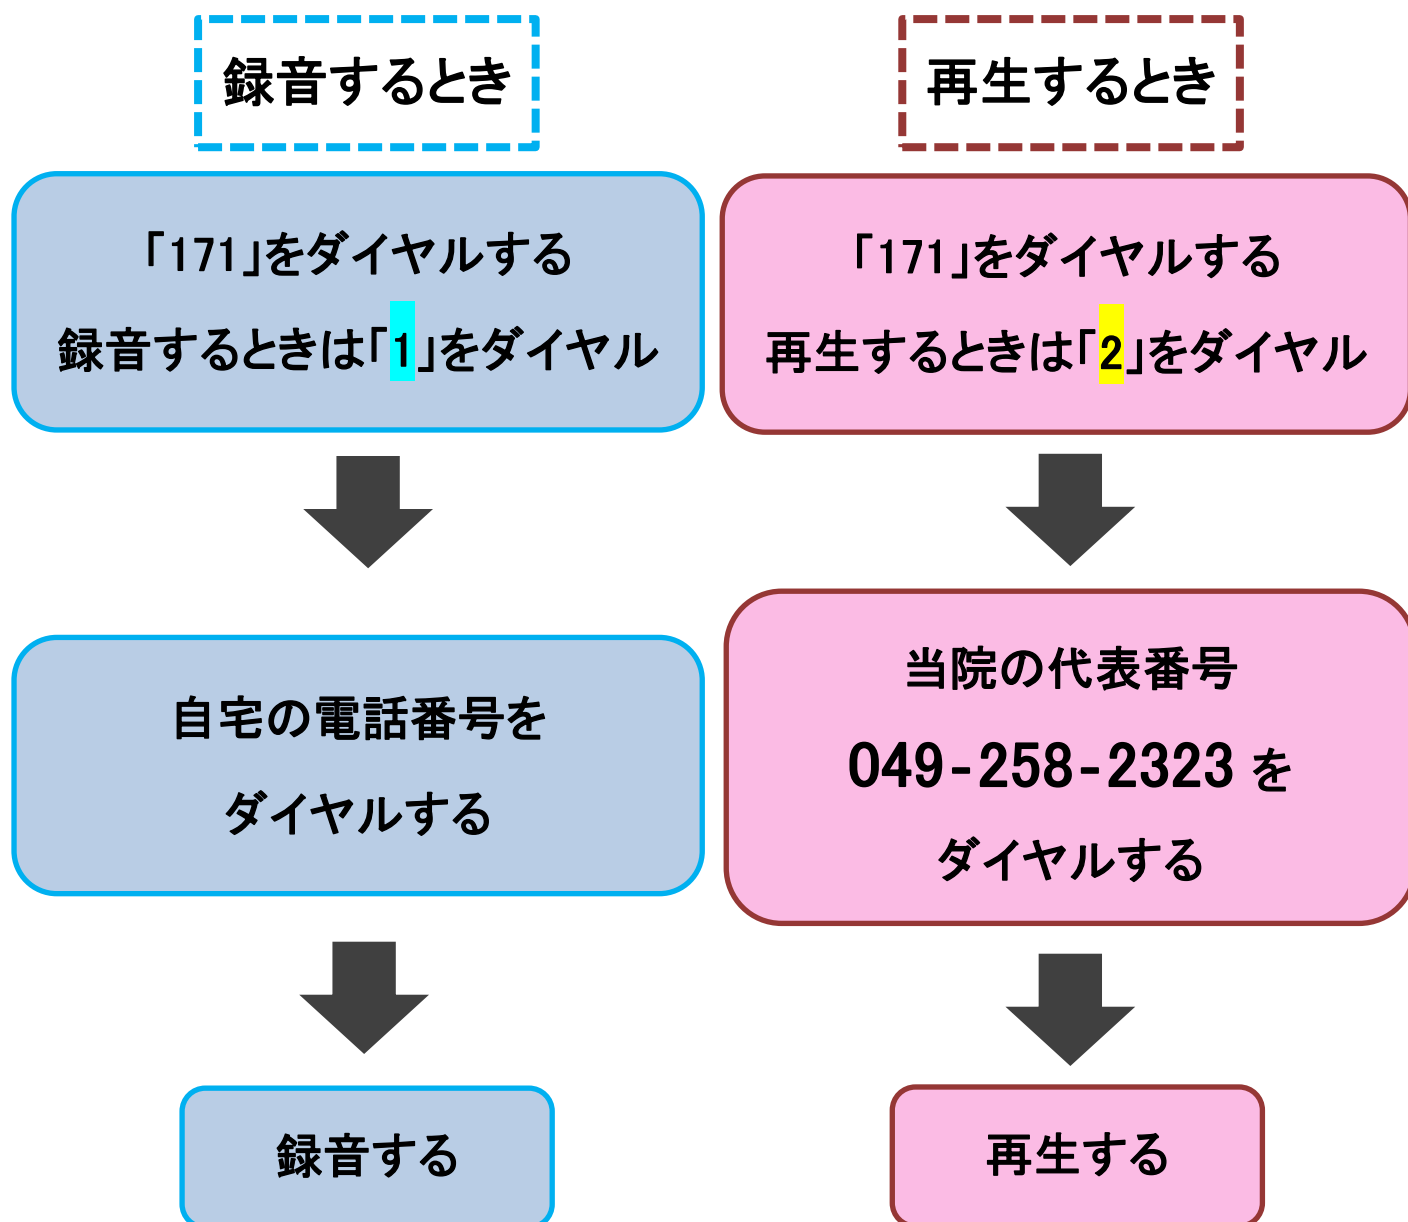 録音するとき
「171」をダイヤルする
録音するときは「1」をダイヤル
自宅の電話番号を
ダイヤルする
録音する
再生するとき
「171」をダイヤルする
再生するときは「2」をダイヤル
当院の代表番号
049-258-2323 を
ダイヤルする
再生する